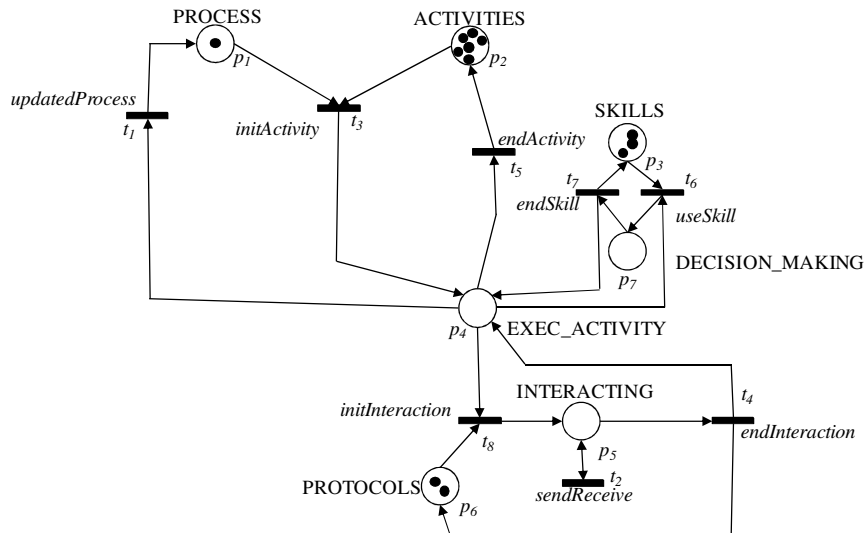 PROCESS
ACTIVITIES
p1
p2
updatedProcess
t1
initActivity
t3
endActivity
t5
SKILLS
p3
t7
t6
endSkill
useSkill
p7
DECISION_MAKING
p4
EXEC_ACTIVITY
INTERACTING
t4
initInteraction
endInteraction
t8
p5
t2
sendReceive
PROTOCOLS
p6